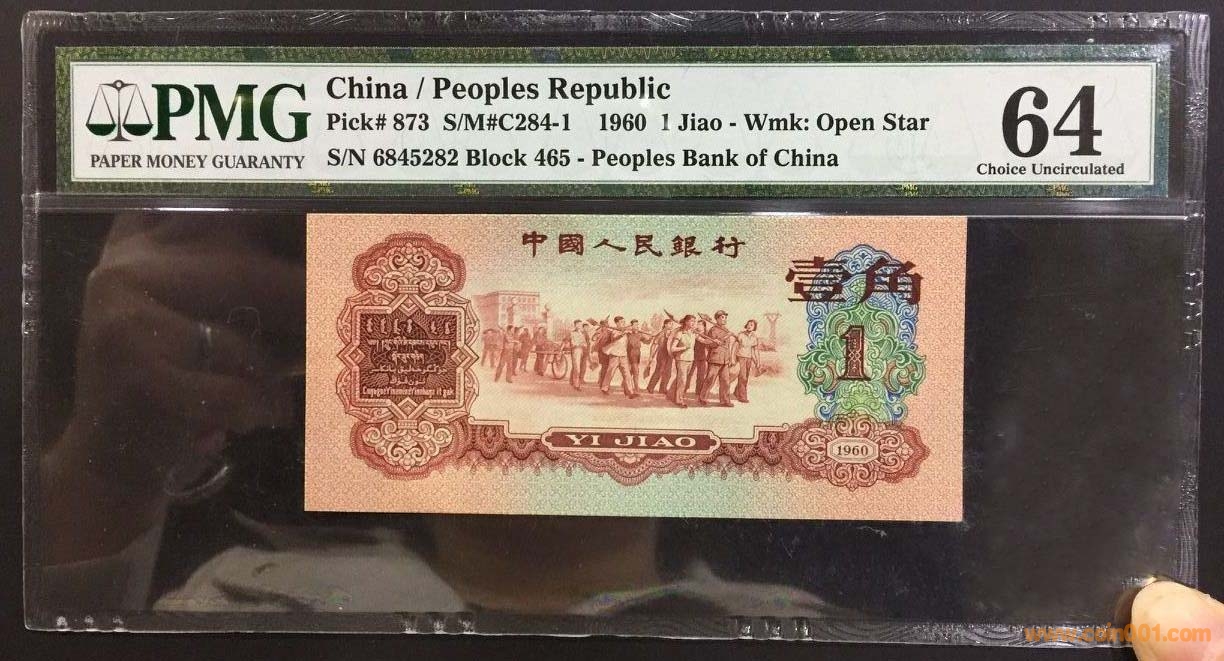 PMG
PAPER MONEY GUARANTY
China / Peoples Republic
Pick# 873 S/M#C284-1 1960 1 Jiao - Wmk: Open Star
S/N 6845282 Block 465 - Peoples Bank of China
64
Choice Uncirculated
中國人民銀行
壹角
1
YI JIAO
1960
www.coin001.com